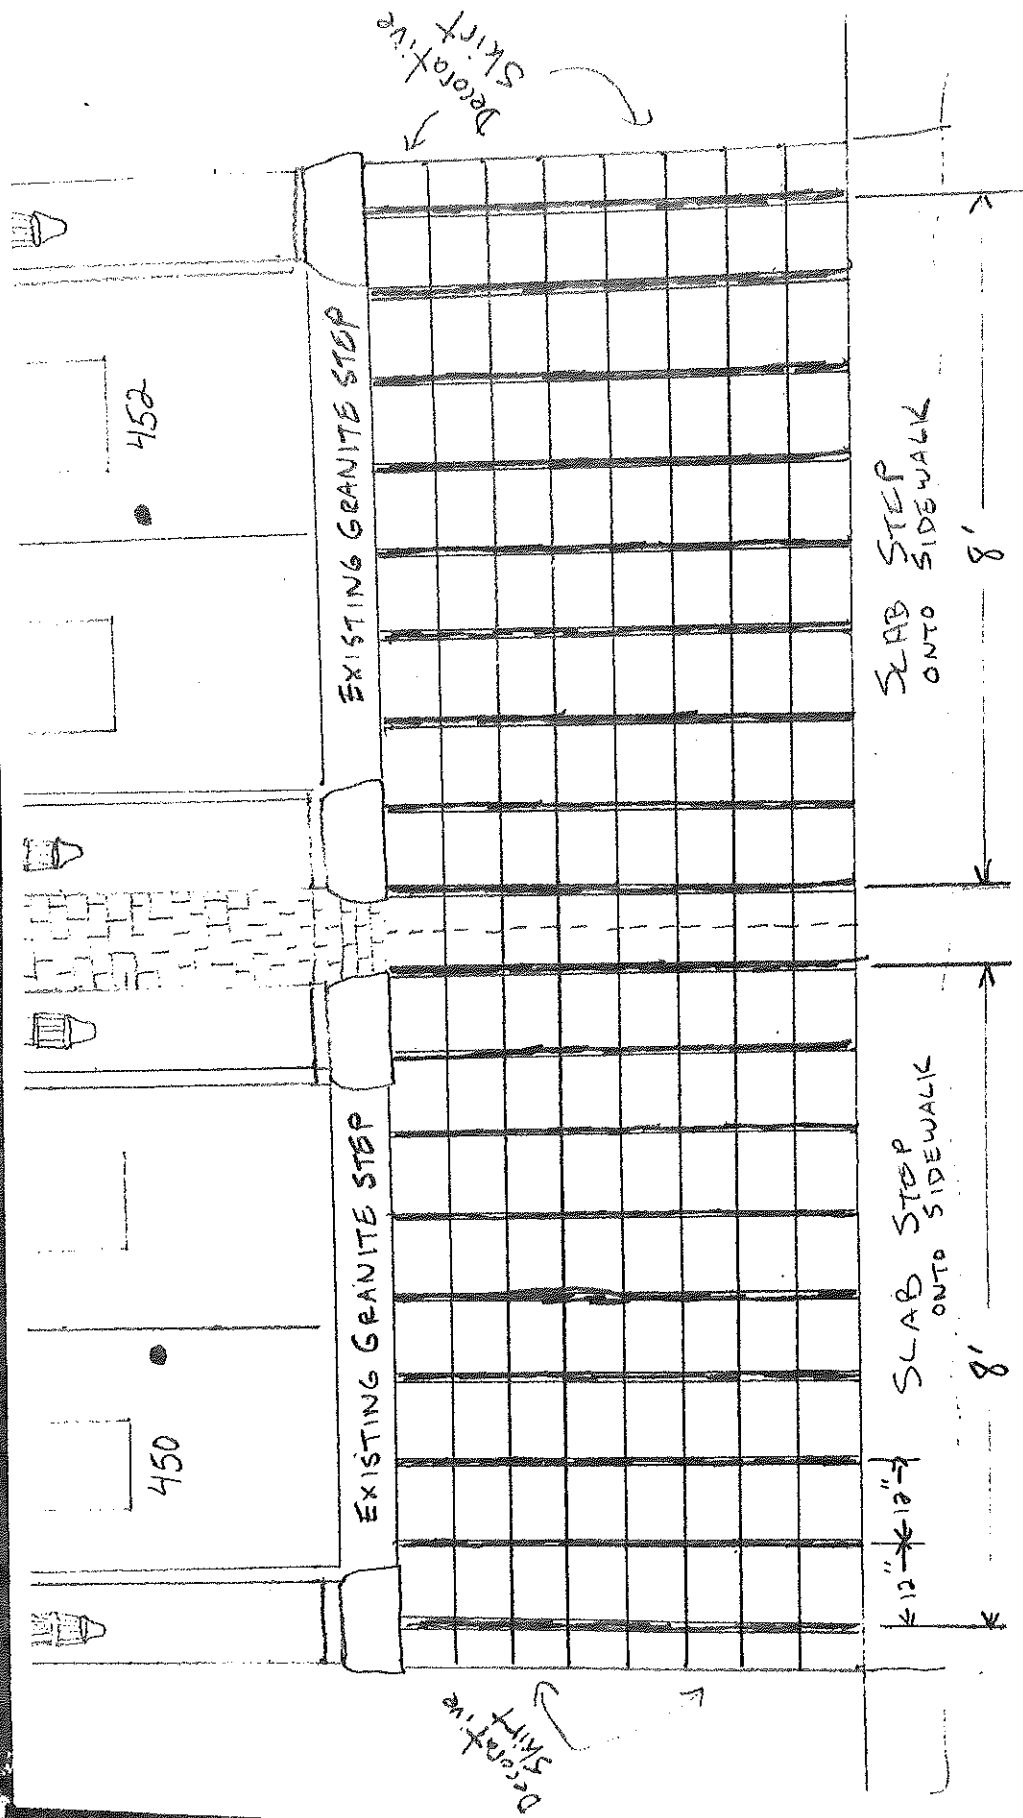 Decorative
Skirt
450
452
EXISTING GRANITE STEP
EXISTING GRANITE STEP
Decorative
Skirt
12"
12"
SLAB STEP
ONTO SIDEWALK
8'
SLAB STEP
ONTO SIDEWALK
8'